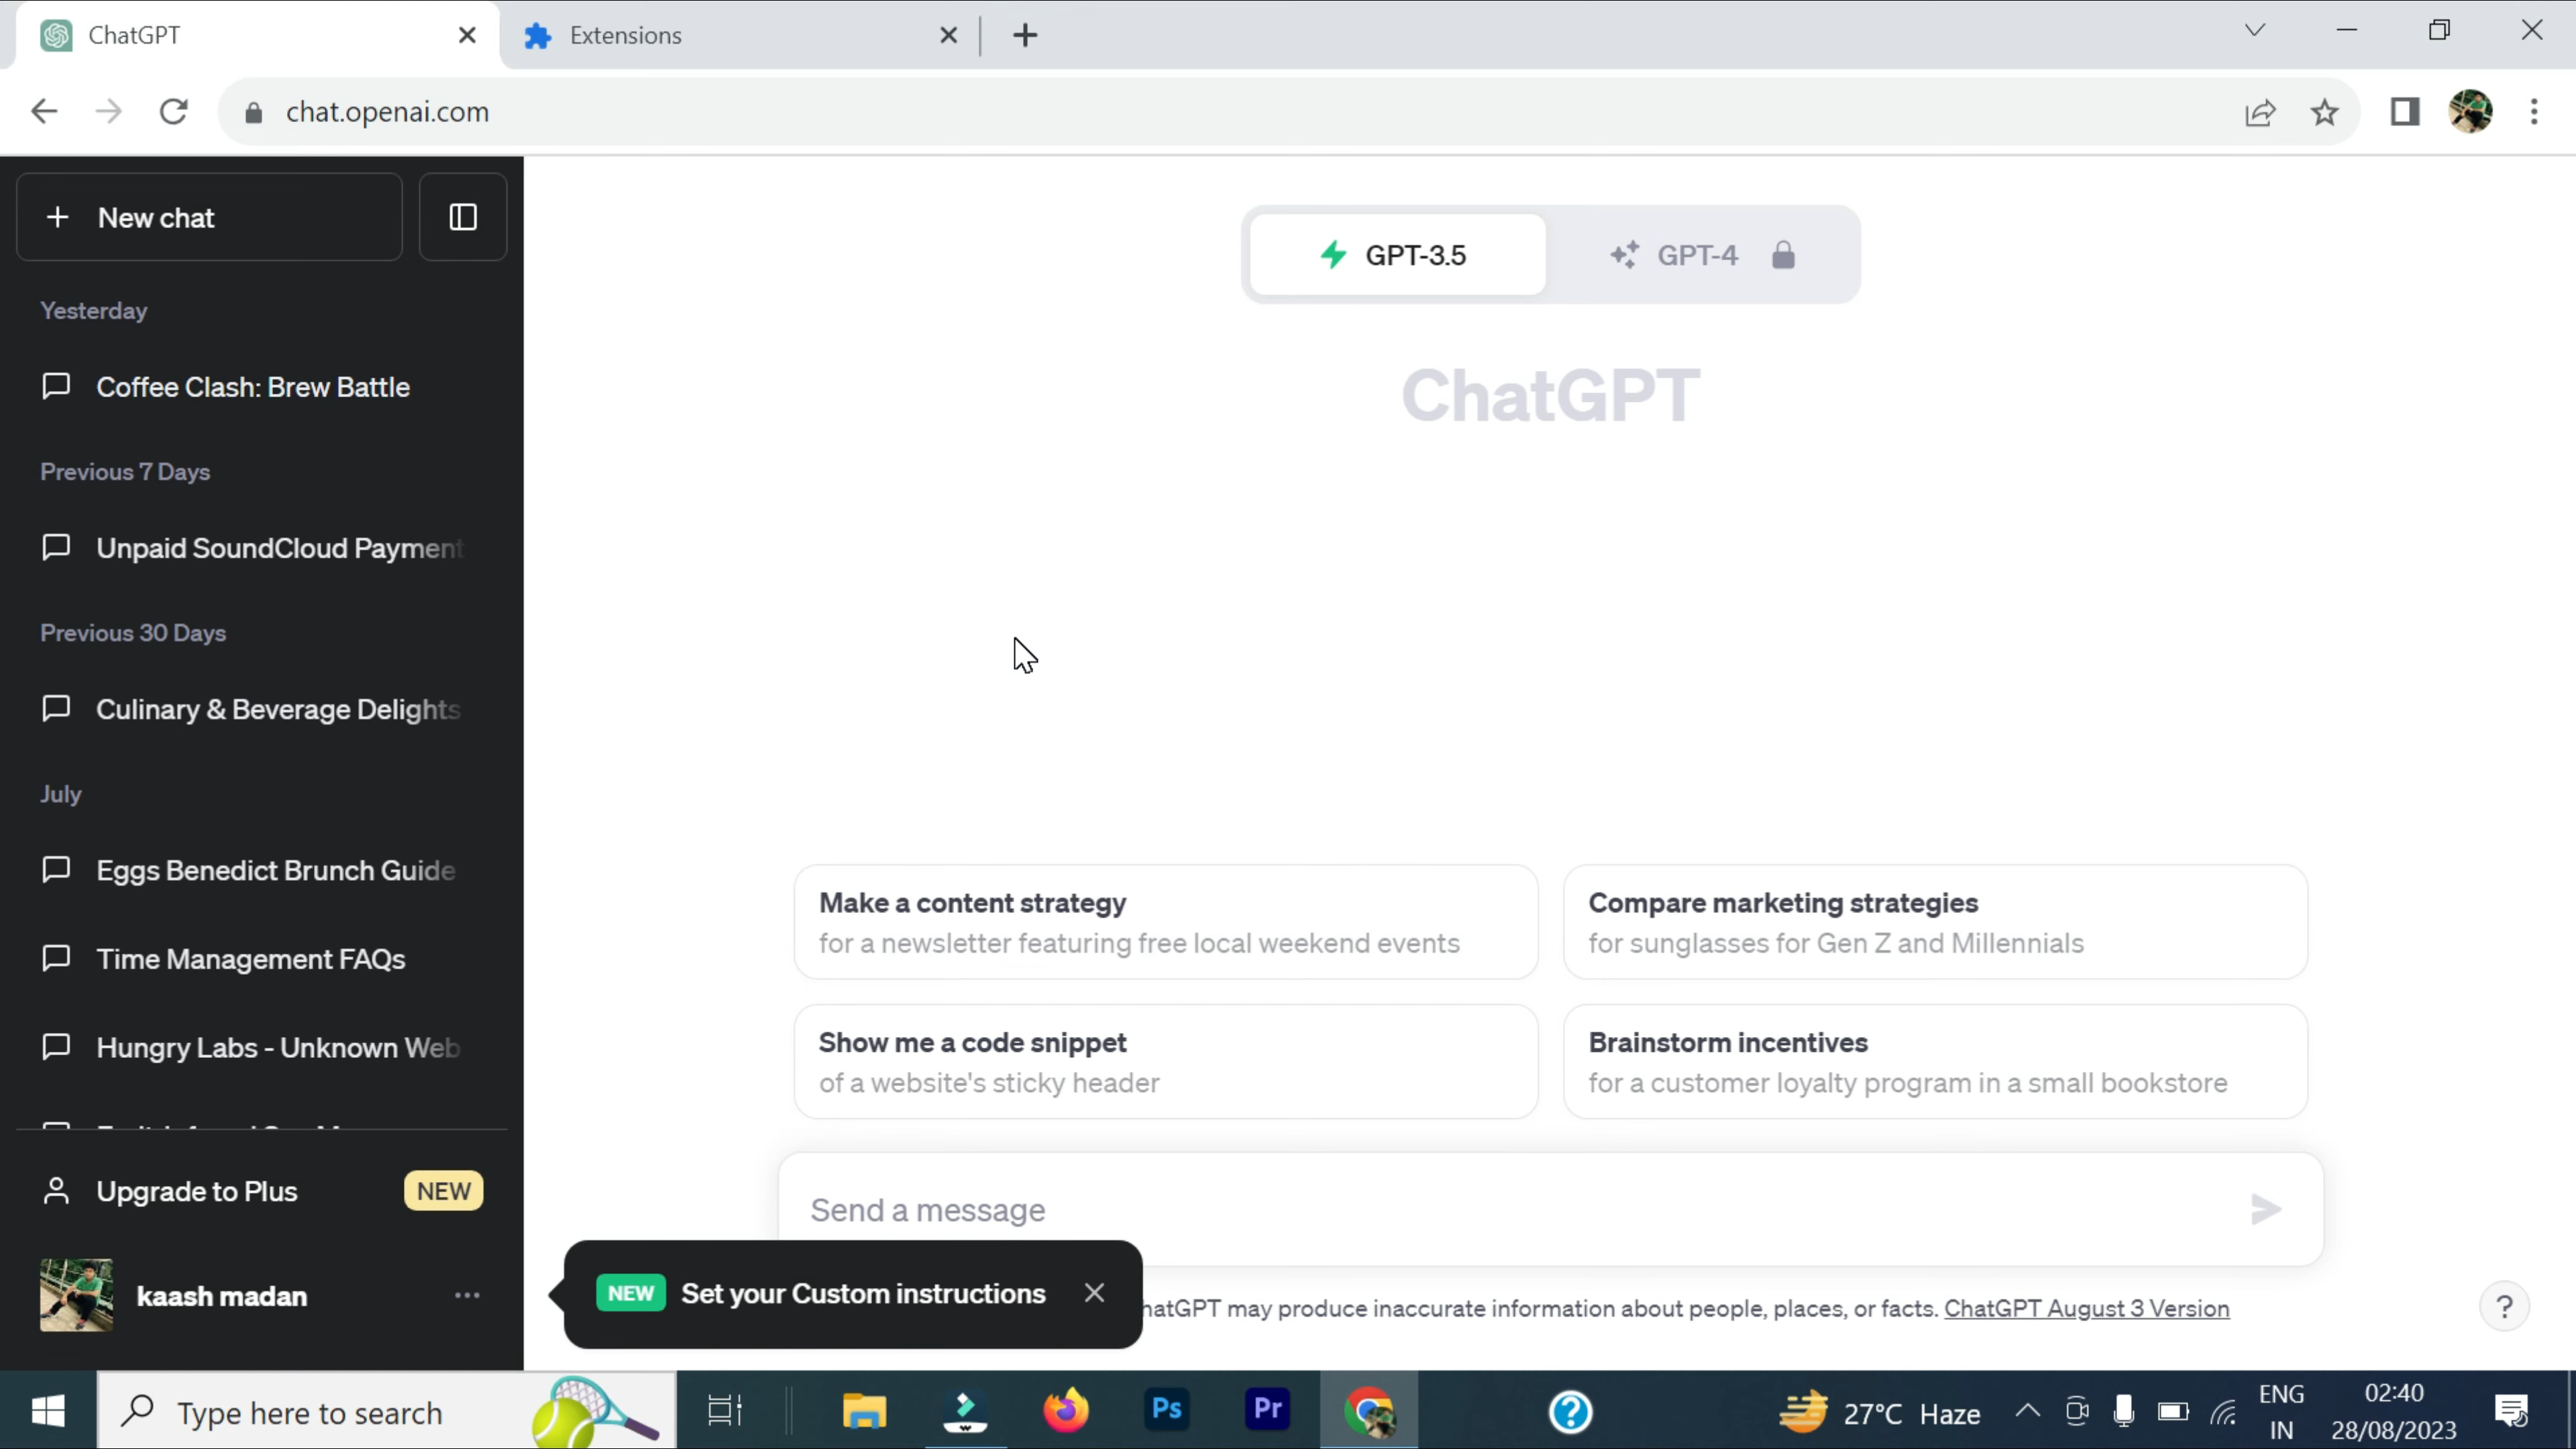 ChatGPT
Extensions
chat.openai.com
New chat
Yesterday
Coffee Clash: Brew Battle
Previous 7 Days
Unpaid SoundCloud Payment
Previous 30 Days
Culinary & Beverage Delights
July
Eggs Benedict Brunch Guide
Time Management FAQs
Hungry Labs - Unknown Web
Upgrade to Plus
NEW
kaash madan
GPT-3.5
GPT-4
ChatGPT
Make a content strategy
for a newsletter featuring free local weekend events
Compare marketing strategies
for sunglasses for Gen Z and Millennials
Show me a code snippet
of a website's sticky header
Brainstorm incentives
for a customer loyalty program in a small bookstore
Send a message
NEW Set your Custom instructions
hatGPT may produce inaccurate information about people, places, or facts. ChatGPT August 3 Version
?
Type here to search
W
Ps
Pr
?
27°C Haze
ENG
IN
02:40
28/08/2023